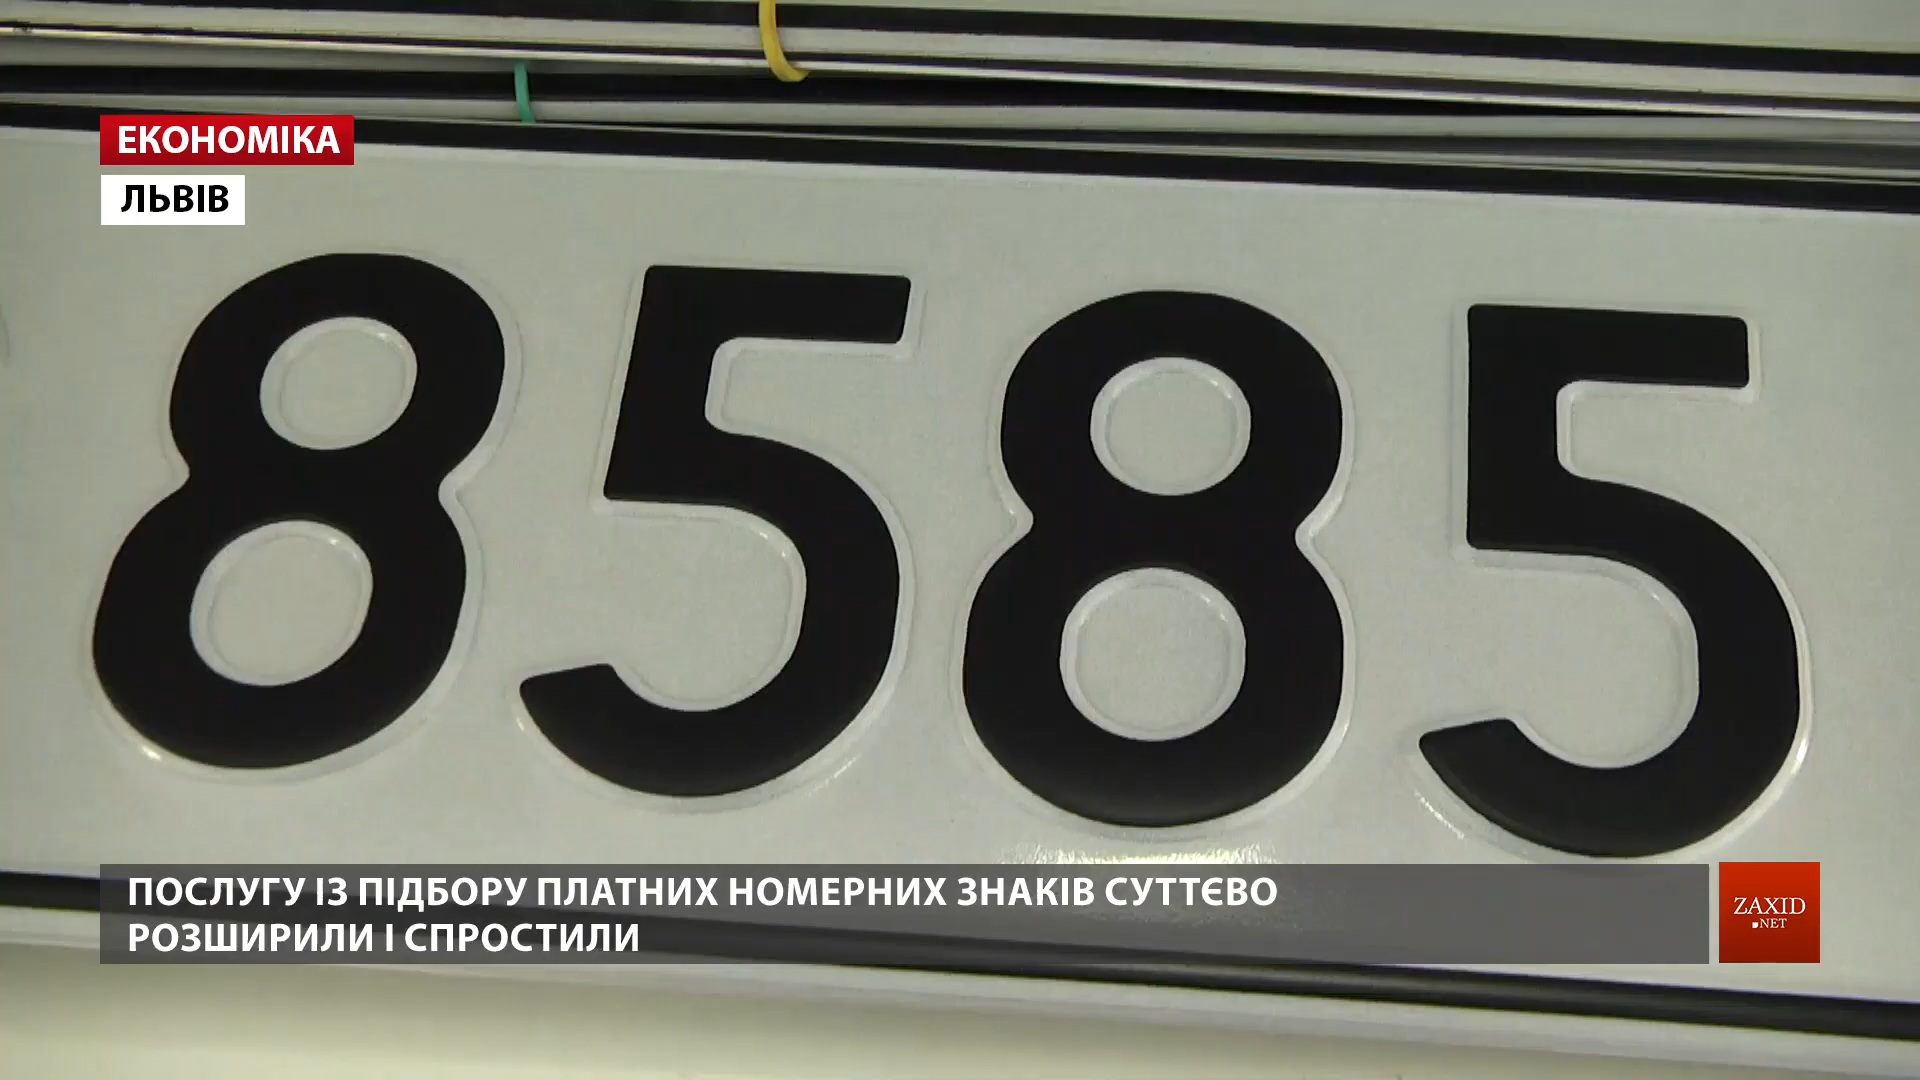 ЕКОНОМІКА
ЛЬВІВ
8585
ПОСЛУГУ ІЗ ПІДБОРУ ПЛАТНИХ НОМЕРНИХ ЗНАКІВ СУТТЄВО
РОЗШИРИЛИ І СПРОСТИЛИ
ZAXID
.NET